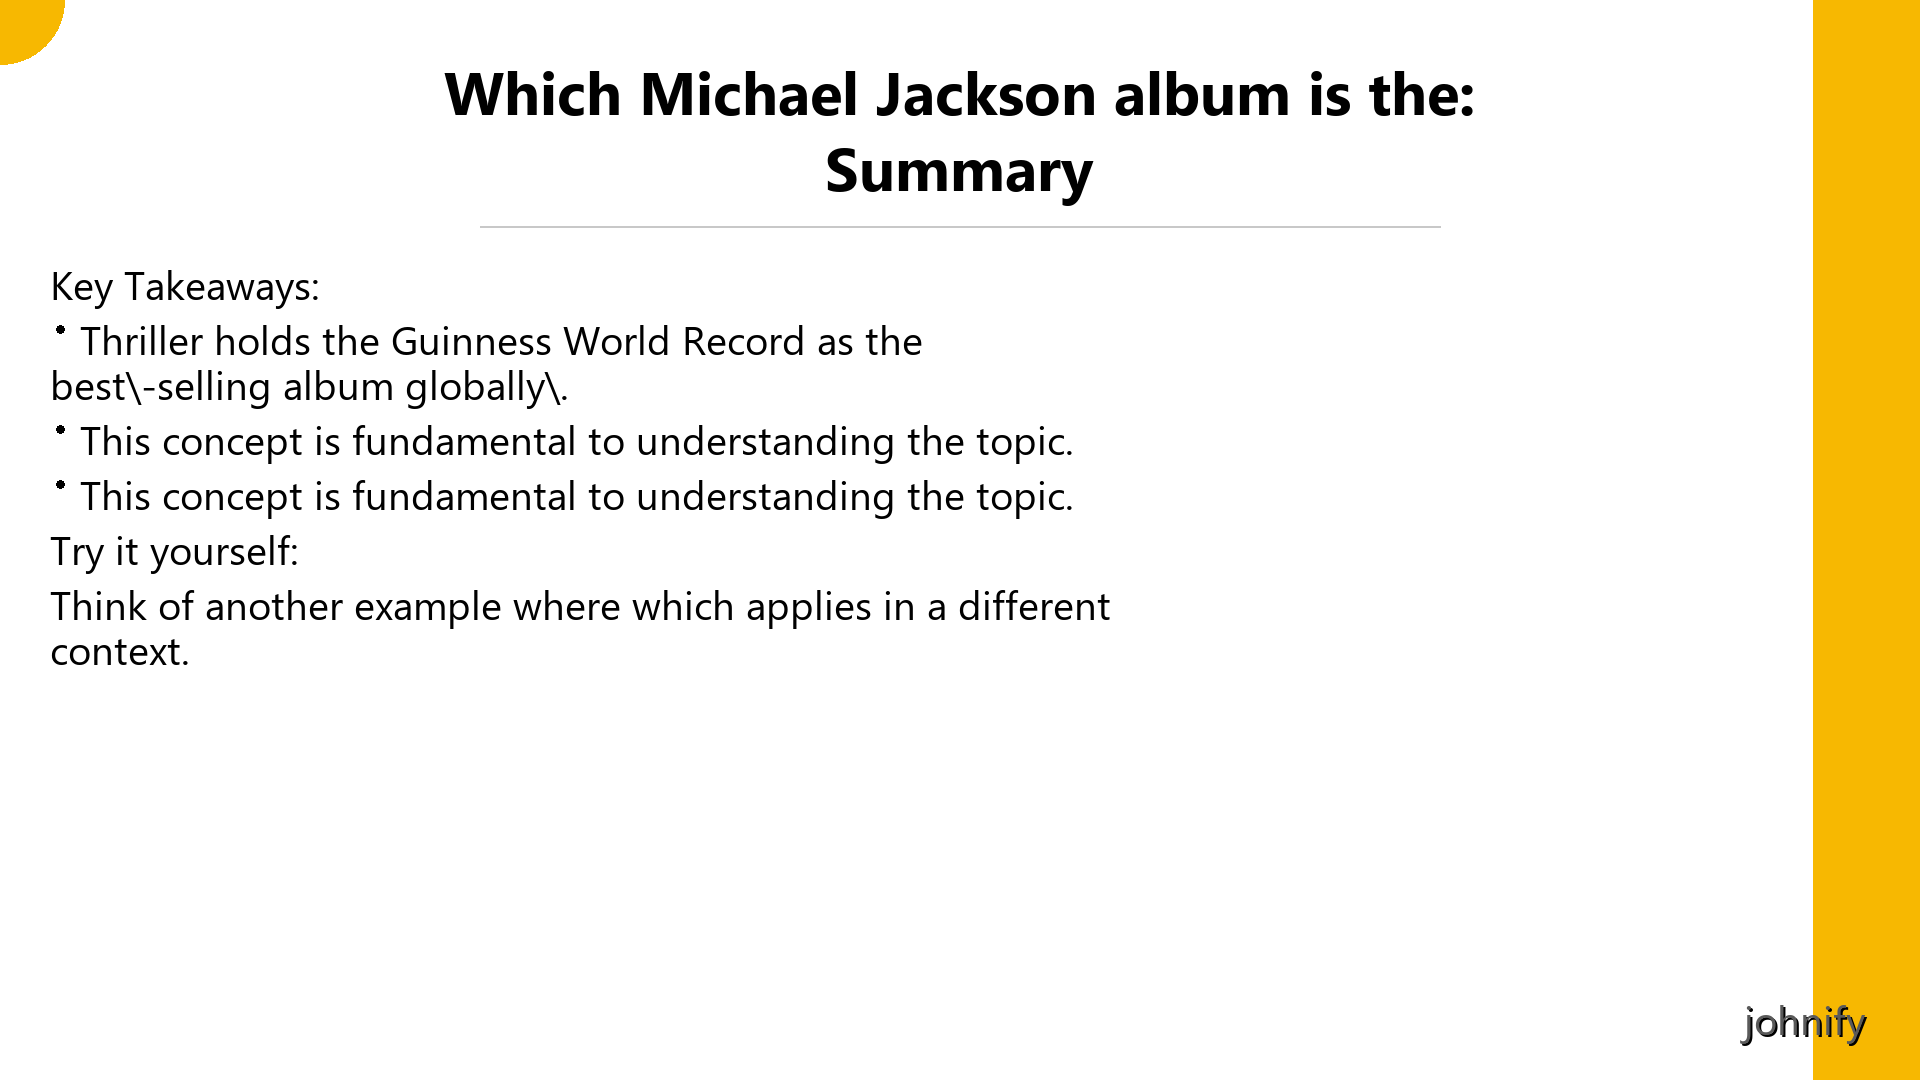 Which Michael Jackson album is the:
Summary
Key Takeaways:
• Thriller holds the Guinness World Record as the
best\-selling album globally\.
• This concept is fundamental to understanding the topic.
• This concept is fundamental to understanding the topic.
Try it yourself:
Think of another example where which applies in a different
context.
johnify